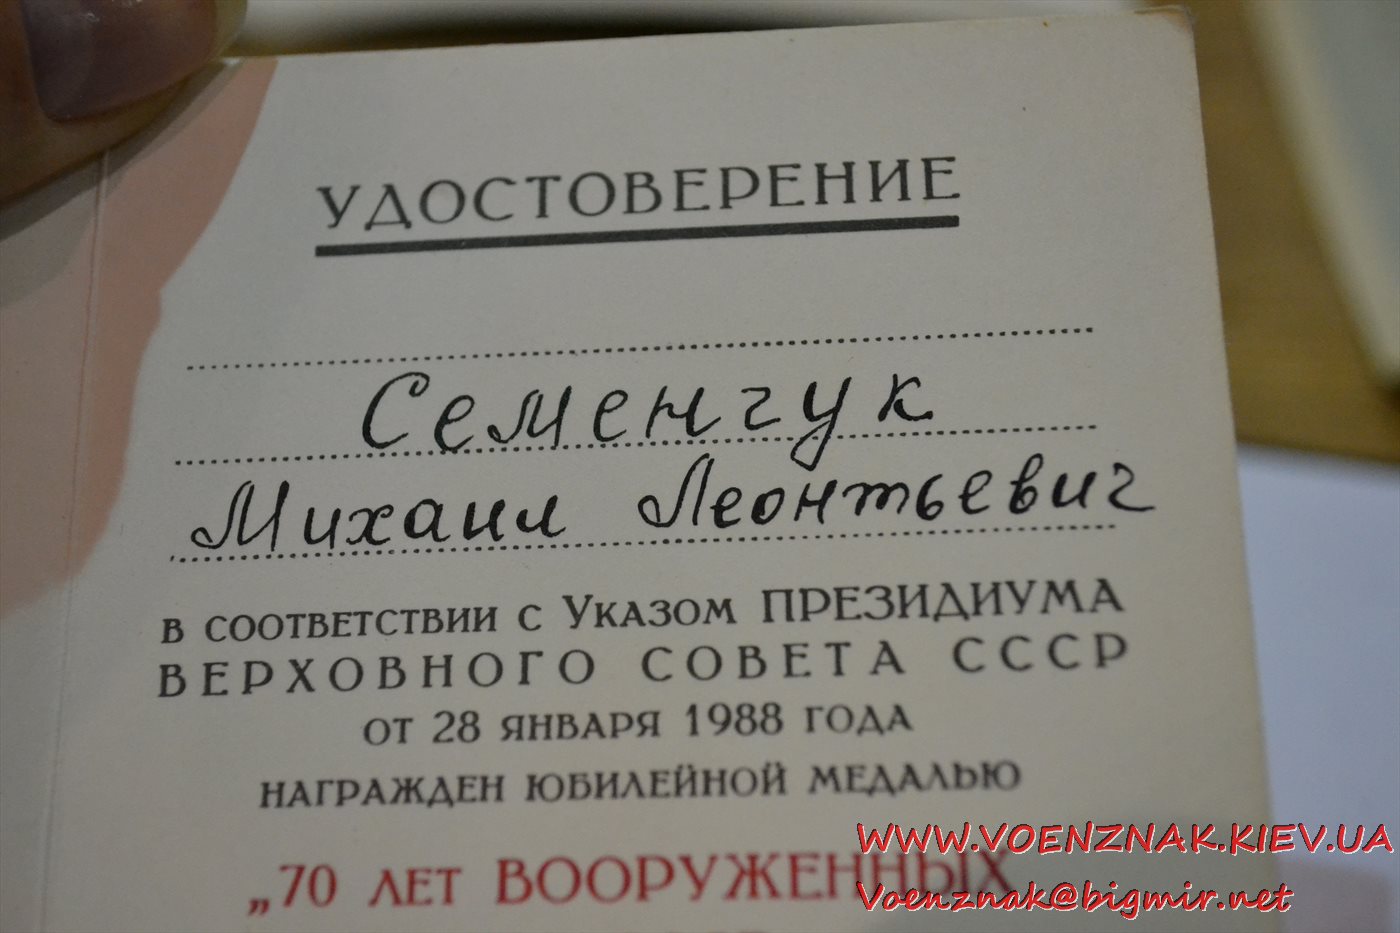 УДОСТОВЕРЕНИЕ
Семенчук
Михаил Леонтьевич
В СООТВЕТСТВИИ С УКАЗОМ ПРЕЗИДИУМА
ВЕРХОВНОГО СОВЕТА СССР
ОТ 28 ЯНВАРЯ 1988 ГОДА
НАГРАЖДЕН ЮБИЛЕЙНОЙ МЕДАЛЬЮ
„70 ЛЕТ ВООРУЖЕННЫХ
WWW.VOENZNAK.KIEV.UA
Voenznak@bigmir.net